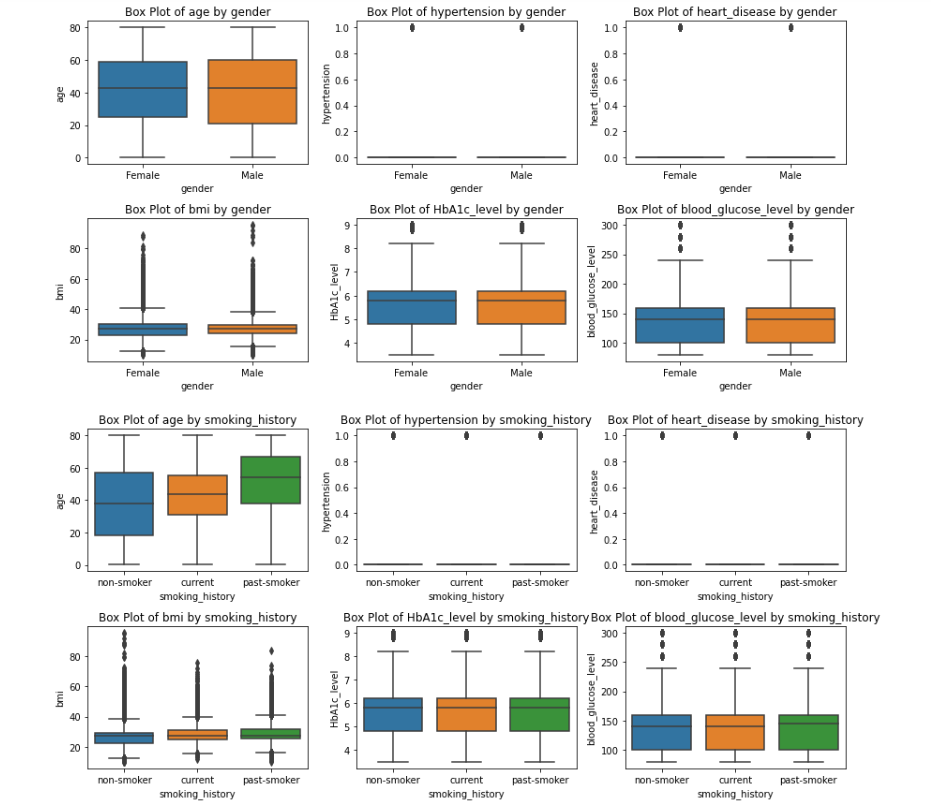 Box Plot of age by gender
80
60
40
20
0
age
Female
Male
gender
Box Plot of hypertension by gender
1.0
0.8
0.6
0.4
0.2
0.0
hypertension
Female
Male
gender
Box Plot of heart_disease by gender
1.0
0.8
0.6
0.4
0.2
0.0
heart_disease
Female
Male
gender
Box Plot of bmi by gender
80
60
40
20
bmi
Female
Male
gender
Box Plot of HbA1c_level by gender
9
8
7
6
5
4
HbA1c_level
Female
Male
gender
Box Plot of blood_glucose_level by gender
300
250
200
150
100
blood_glucose_level
Female
Male
gender
Box Plot of age by smoking_history
80
60
40
20
0
age
non-smoker
current
past-smoker
smoking_history
Box Plot of hypertension by smoking_history
1.0
0.8
0.6
0.4
0.2
0.0
hypertension
non-smoker
current
past-smoker
smoking_history
Box Plot of heart_disease by smoking_history
1.0
0.8
0.6
0.4
0.2
0.0
heart_disease
non-smoker
current
past-smoker
smoking_history
Box Plot of bmi by smoking_history
80
60
40
20
bmi
non-smoker
current
past-smoker
smoking_history
Box Plot of HbA1c_level by smoking_history
9
8
7
6
5
4
HbA1c_level
non-smoker
current
past-smoker
smoking_history
Box Plot of blood_glucose_level by smoking_history
300
250
200
150
100
blood_glucose_level
non-smoker
current
past-smoker
smoking_history